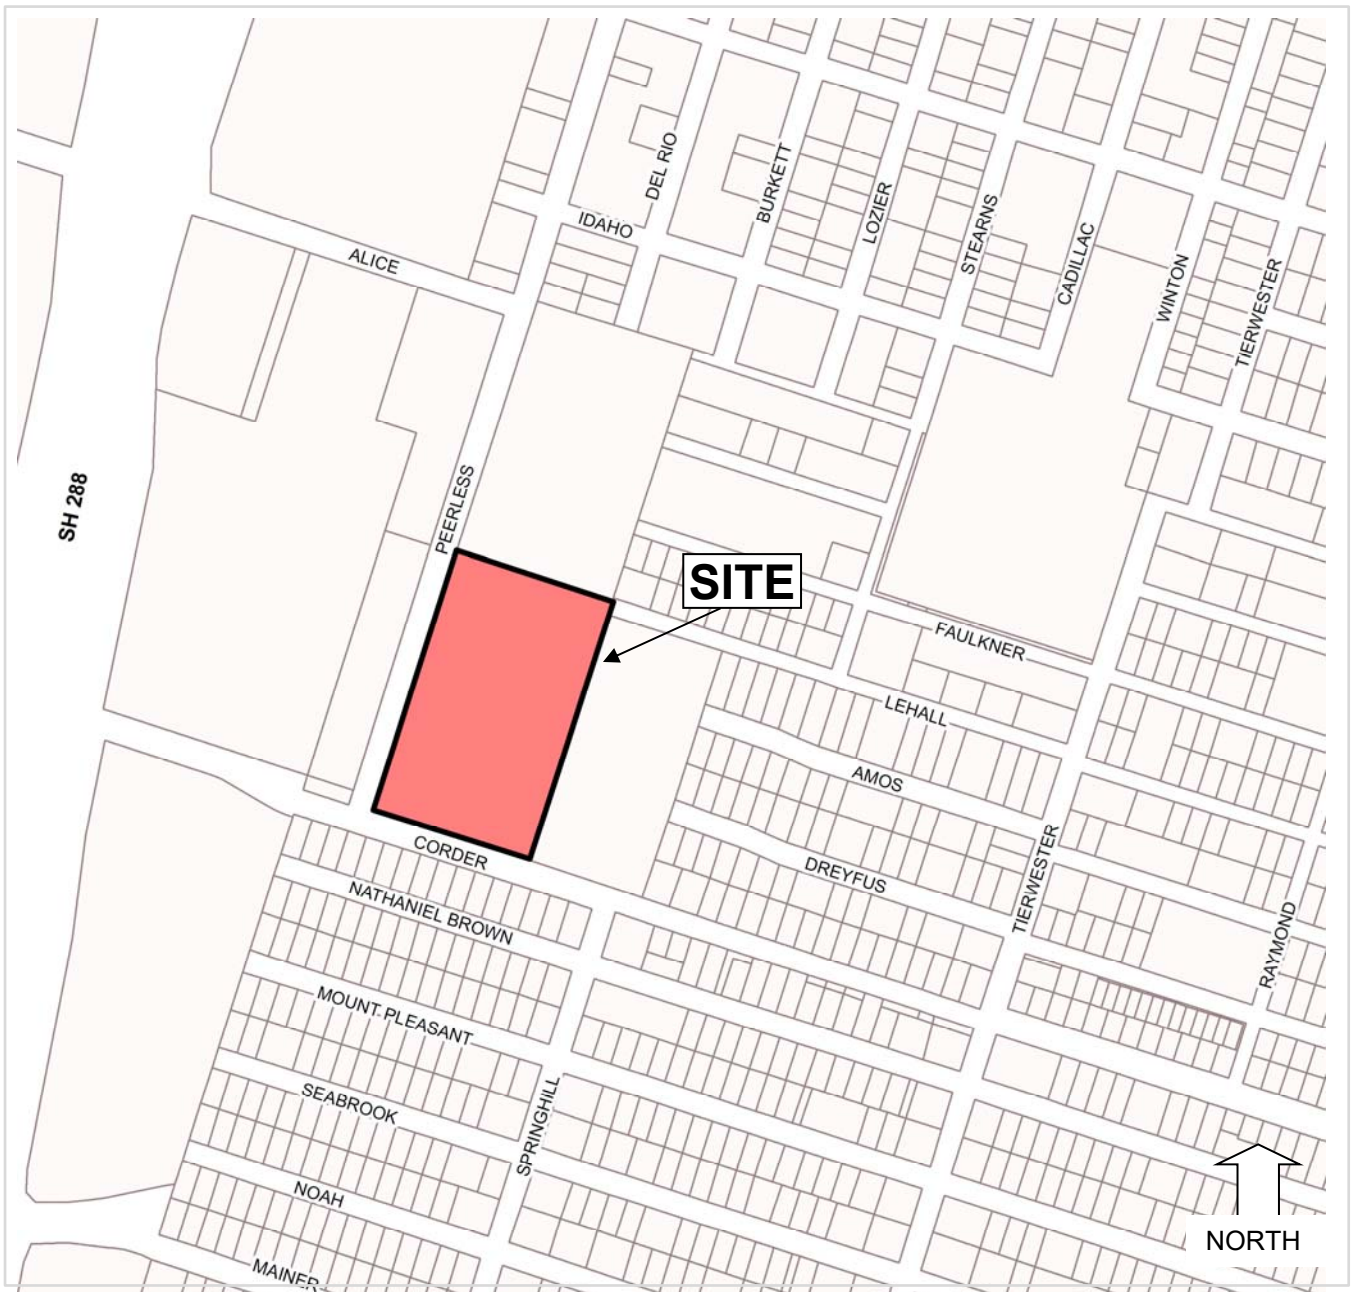 DEL RIO
BURKETT
LOZIER
STEARNS
IDAHO
CADILLAC
ALICE
WINTON
TIERWESTER
SH 288
PEERLESS
SITE
FAULKNER
LEHALL
AMOS
CORDER
DREYFUS
TIERWESTER
NATHANIEL BROWN
RAYMOND
MOUNT PLEASANT
SEABROOK
SPRINGHILL
NOAH
NORTH
MAINER